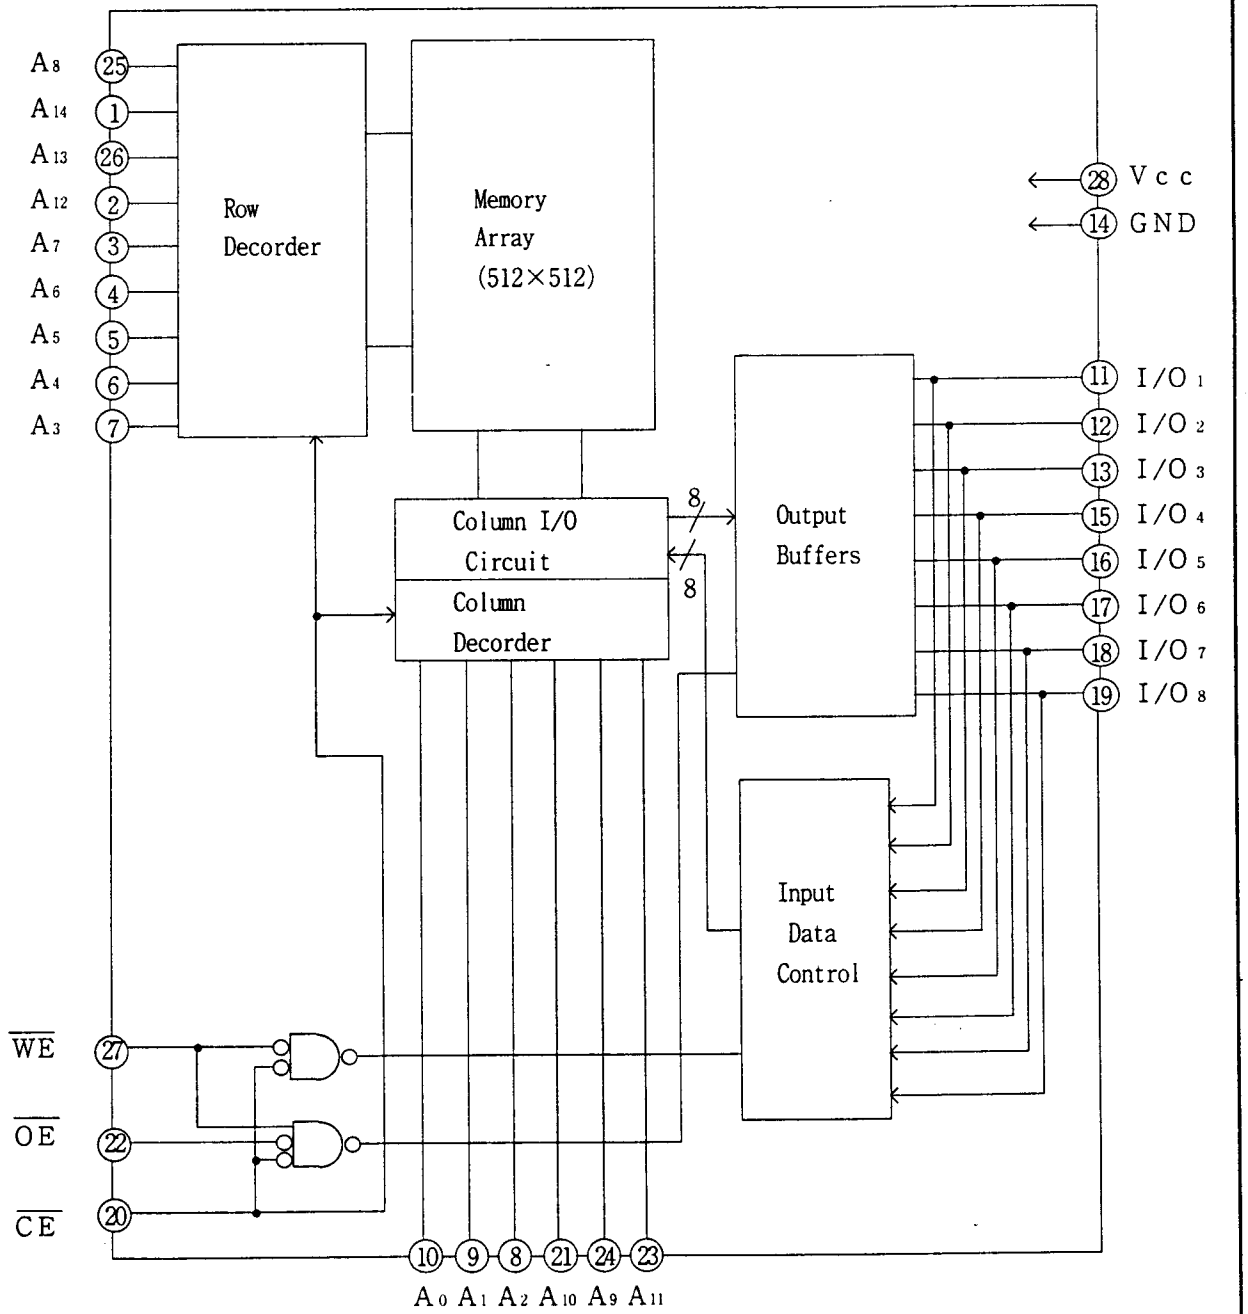 A8 25
A14 1
A13 26
A12 2
A7 3
A6 4
A5 5
A4 6
A3 7
Row
Decorder
Memory
Array
(512×512)
28 Vcc
14 GND
Column I/O
Circuit
Column
Decorder
8
8
Output
Buffers
11 I/O1
12 I/O2
13 I/O3
15 I/O4
16 I/O5
17 I/O6
18 I/O7
19 I/O8
Input
Data
Control
W̅E̅ 27
O̅E̅ 22
C̅E̅ 20
10 9 8 21 24 23
A0 A1 A2 A10 A9 A11